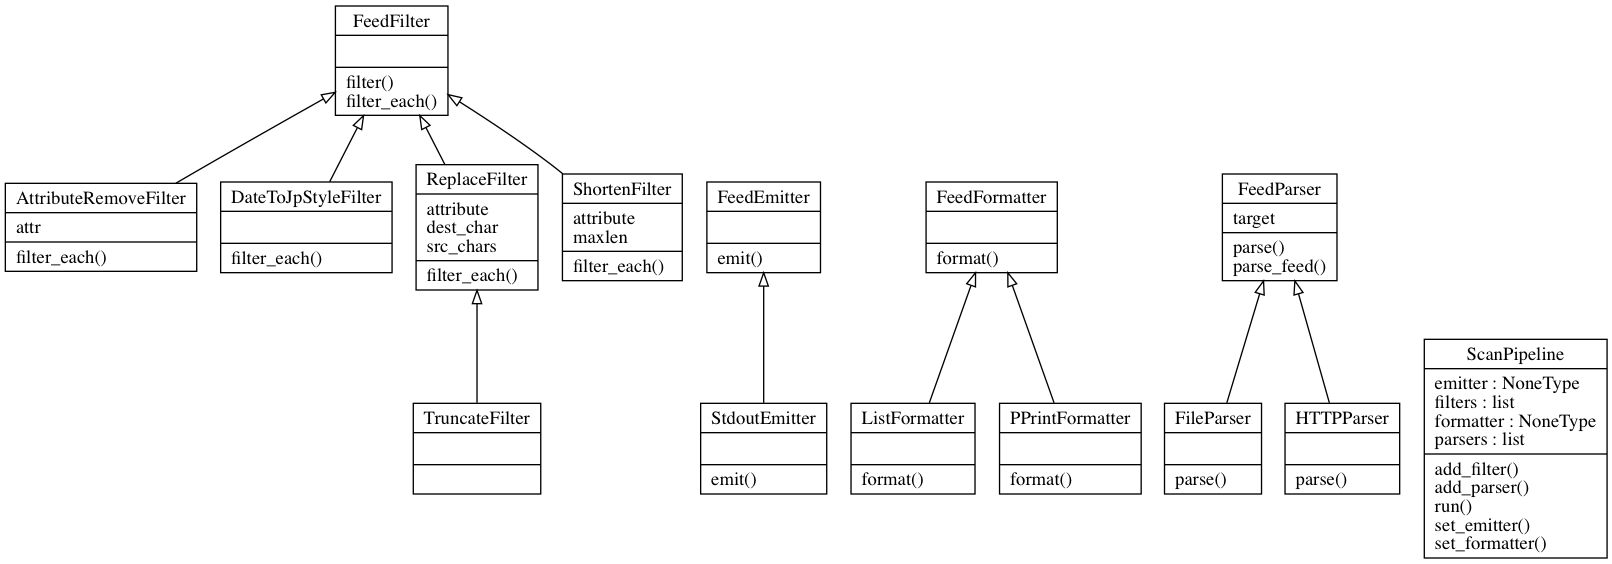 FeedFilter
filter()
filter_each()
AttributeRemoveFilter
attr
filter_each()
DateToJpStyleFilter
filter_each()
ReplaceFilter
attribute
dest_char
src_chars
filter_each()
ShortenFilter
attribute
maxlen
filter_each()
FeedEmitter
emit()
FeedFormatter
format()
FeedParser
target
parse()
parse_feed()
TruncateFilter
StdoutEmitter
emit()
ListFormatter
format()
PPrintFormatter
format()
FileParser
parse()
HTTPParser
parse()
ScanPipeline
emitter : NoneType
filters : list
formatter : NoneType
parsers : list
add_filter()
add_parser()
run()
set_emitter()
set_formatter()